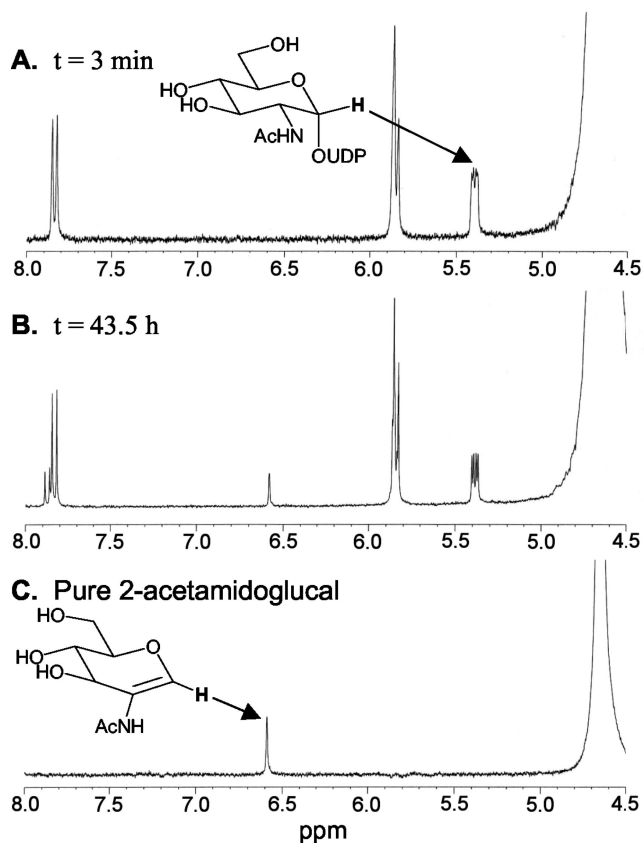 A. t = 3 min
OH
HO
O
HO
H
AcHN
OUDP
8.0 7.5 7.0 6.5 6.0 5.5 5.0 4.5
B. t = 43.5 h
8.0 7.5 7.0 6.5 6.0 5.5 5.0 4.5
C. Pure 2-acetamidoglucal
HO
O
HO
HO
H
AcNH
8.0 7.5 7.0 6.5 6.0 5.5 5.0 4.5
ppm